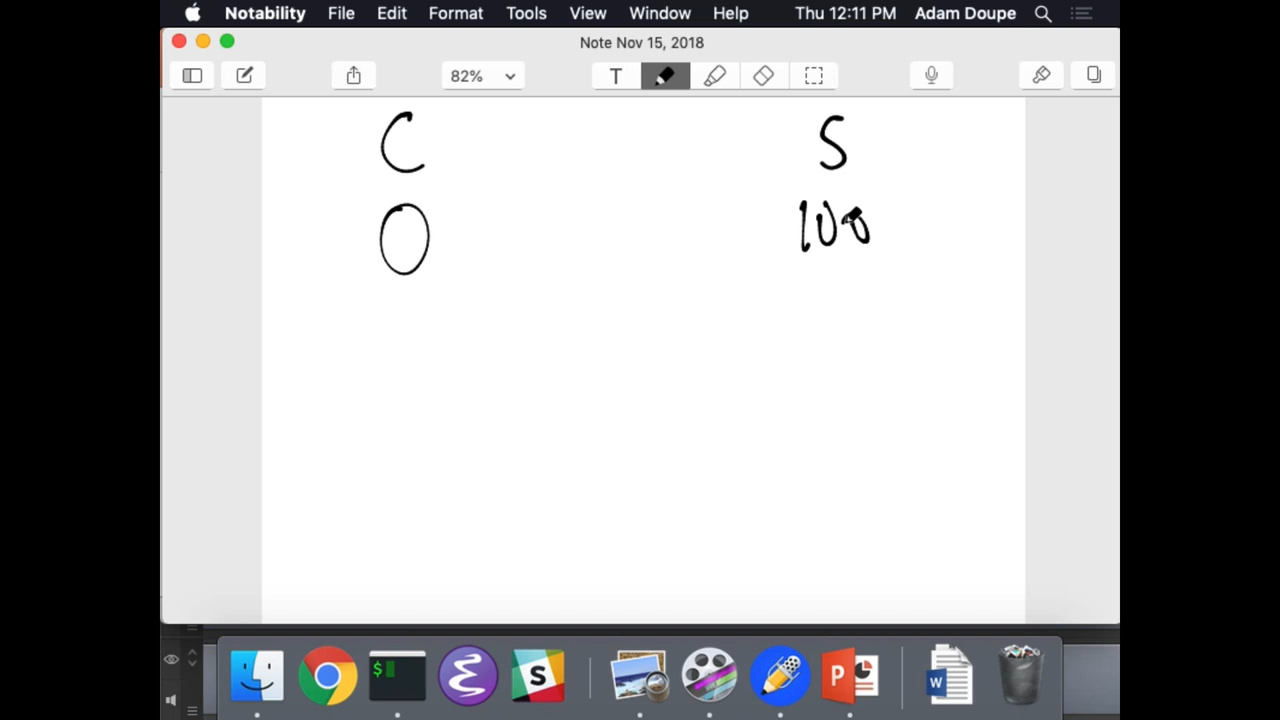 Notability File Edit Format Tools View Window Help Thu 12:11 PM Adam Doupe
Note Nov 15, 2018
82% T
C S
0 100
$ S P W